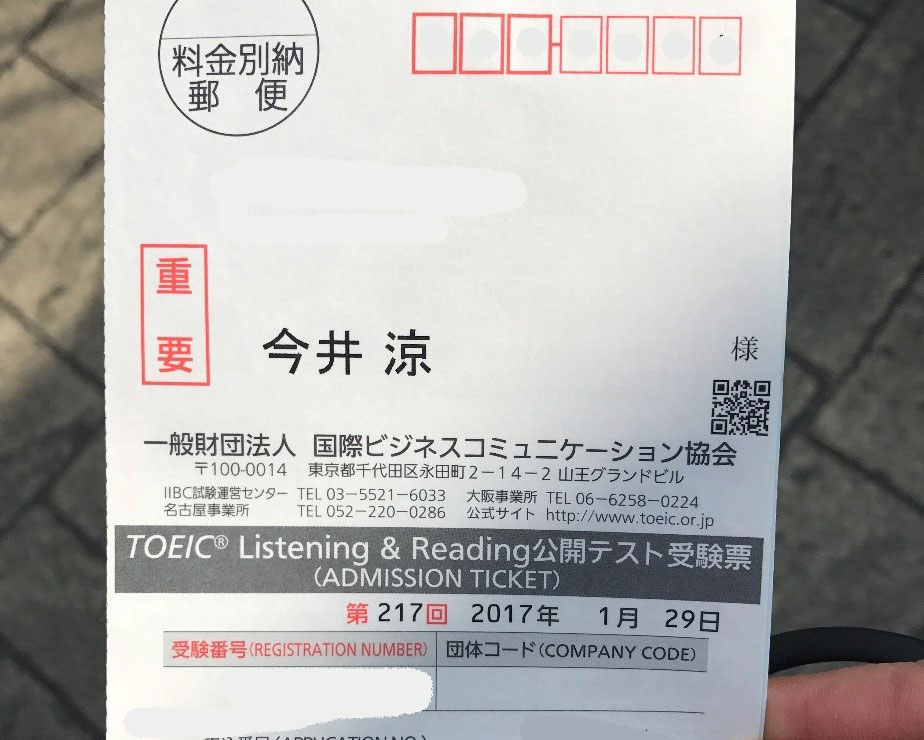 料金別納
郵 便
重要
今井 涼
様
一般財団法人 国際ビジネスコミュニケーション協会
〒100-0014 東京都千代田区永田町2-14-2 山王グランドビル
IIBC試験運営センター TEL 03-5521-6033 大阪事業所 TEL 06-6258-0224
名古屋事業所 TEL 052-220-0286 公式サイト http://www.toeic.or.jp
TOEIC® Listening & Reading公開テスト受験票
(ADMISSION TICKET)
第217回 2017年 1月 29日
受験番号(REGISTRATION NUMBER) 団体コード(COMPANY CODE)
(APPLICATION NO.)